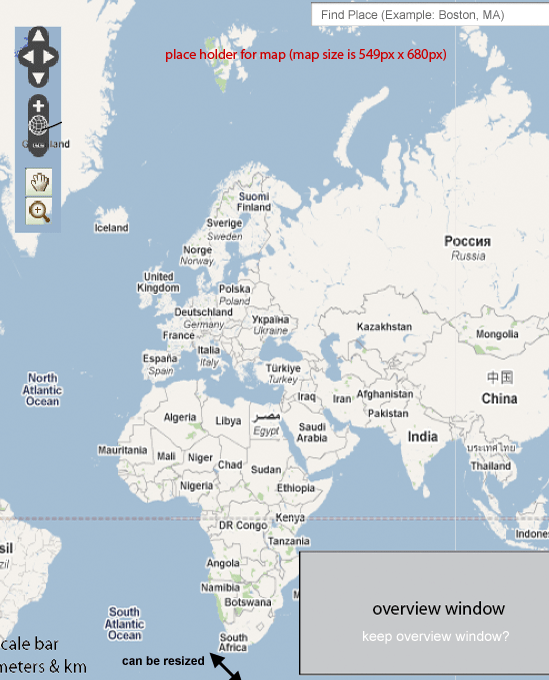 Find Place (Example: Boston, MA)
place holder for map (map size is 549px x 680px)
land
Iceland
Suomi
Finland
Sverige
Sweden
Norge
Norway
Россия
Russia
United
Kingdom
Polska
Poland
Deutschland
Germany
Україна
Ukraine
France
Kazakhstan
Mongolia
Italia
Italy
España
Spain
Türkiye
Turkey
中国
China
North
Atlantic
Ocean
Iraq
Iran
Afghanistan
Pakistan
Algeria
Libya
مصر
Egypt
Saudi
Arabia
India
Mauritania
Mali
Niger
Chad
Sudan
ประเทศไทย
Thailand
Nigeria
Ethiopia
DR Congo
Kenya
Indones
Tanzania
sil
zil
Angola
Namibia
Botswana
M
South
Atlantic
Ocean
South
Africa
overview window
keep overview window?
cale bar
meters & km
can be resized